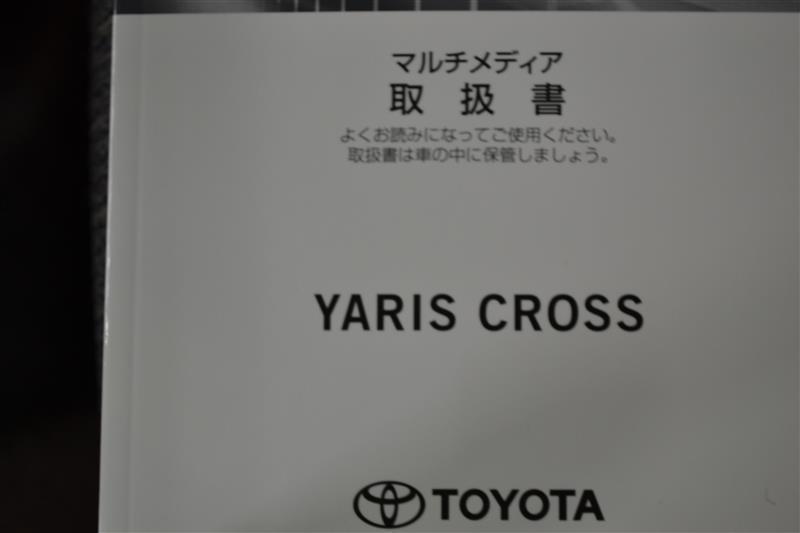 マルチメディア
取扱書
よくお読みになってご使用ください。
取扱書は車の中に保管しましょう。
YARIS CROSS
TOYOTA